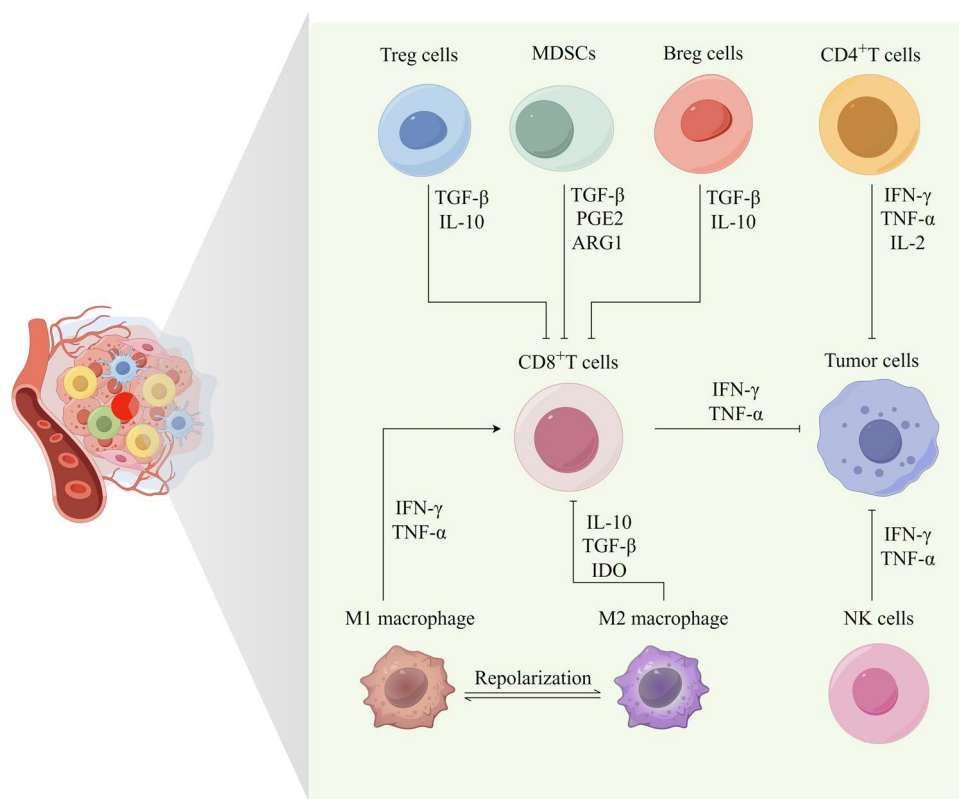 Treg cells
MDSCs
Breg cells
CD4⁺T cells
TGF-β
IL-10
TGF-β
PGE2
ARG1
TGF-β
IL-10
IFN-γ
TNF-α
IL-2
CD8⁺T cells
Tumor cells
IFN-γ
TNF-α
IFN-γ
TNF-α
IL-10
TGF-β
IDO
IFN-γ
TNF-α
M1 macrophage
M2 macrophage
NK cells
Repolarization